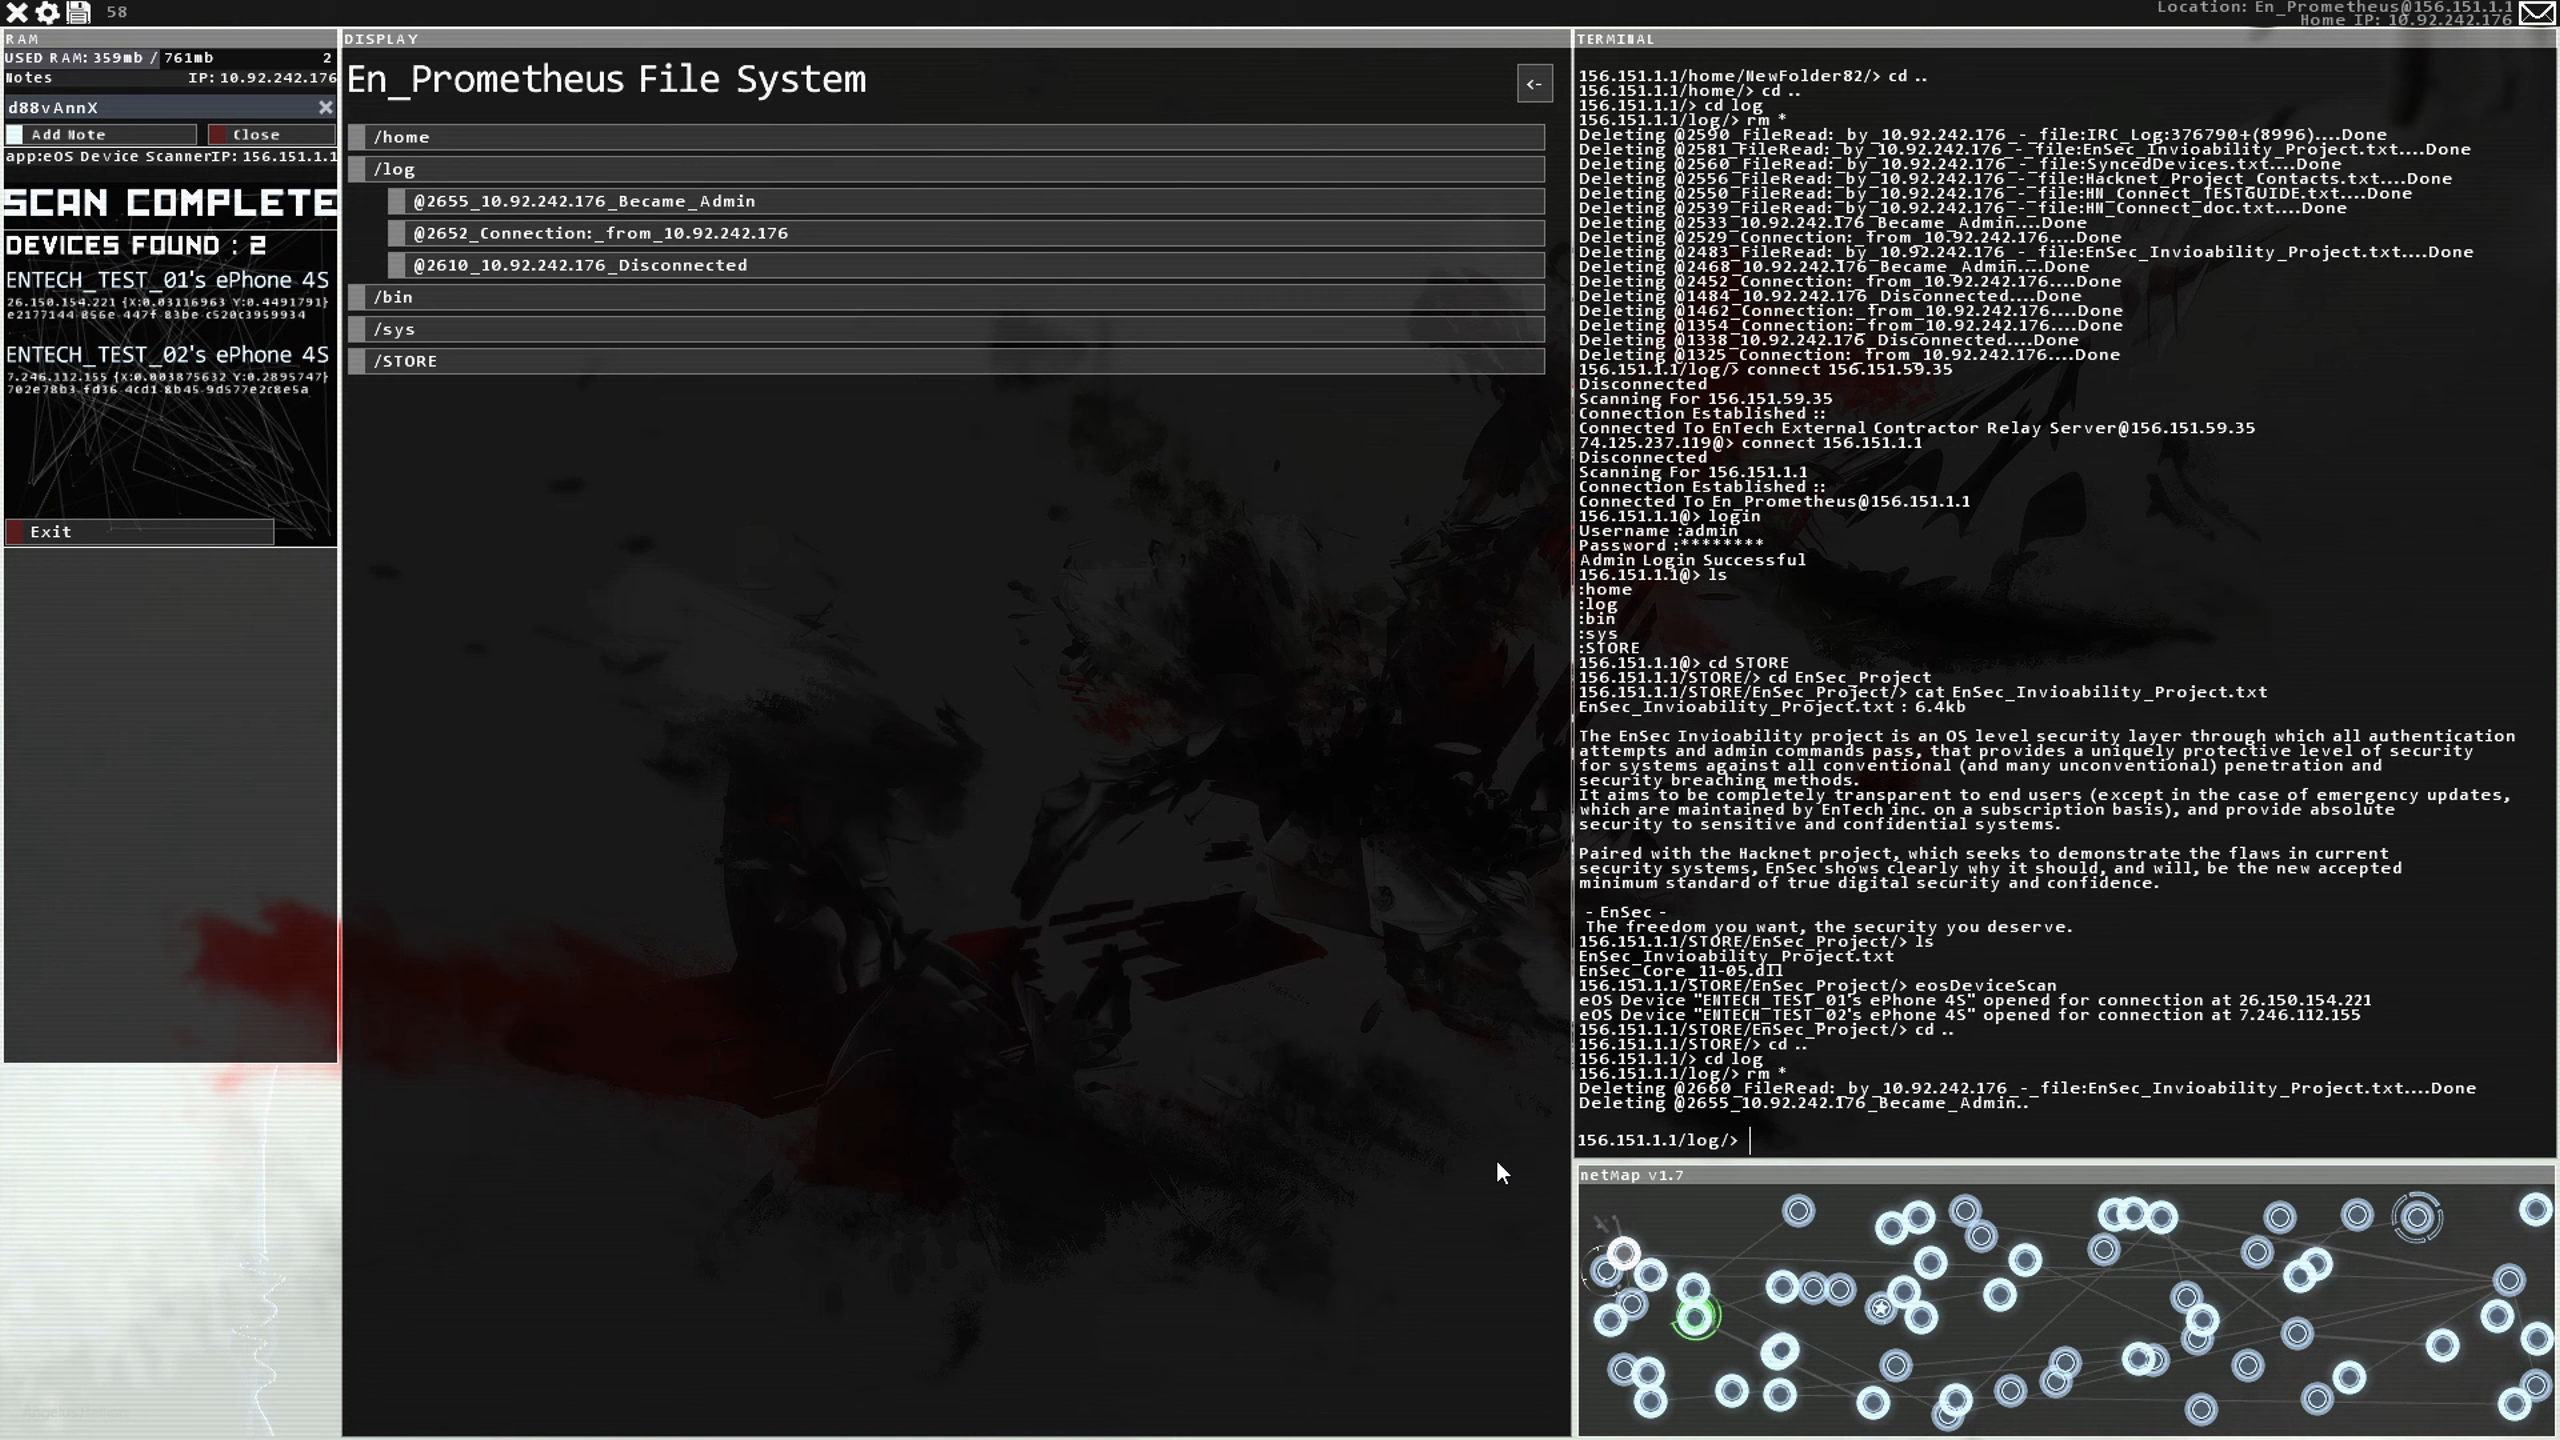 58
Location: En_Prometheus@156.151.1.1
Home IP: 10.92.242.176
RAM
USED RAM: 359mb / 761mb 2
Notes IP: 10.92.242.176
d88vAnnX
Add Note Close
app:eOS Device Scanner IP: 156.151.1.1
SCAN COMPLETE
DEVICES FOUND : 2
ENTECH_TEST_01's ePhone 4S
26.150.154.221 {X:0.03116963 Y:0.4491791}
e2177144-856e-447f-83be-c520c3959934
ENTECH_TEST_02's ePhone 4S
7.246.112.155 {X:0.003875632 Y:0.2895747}
702e78b3-fd36-4cd1-8b45-9d577e2c8e5a
Exit
DISPLAY
En_Prometheus File System
<-
/home
/log
@2655_10.92.242.176_Became_Admin
@2652_Connection:_from_10.92.242.176
@2610_10.92.242.176_Disconnected
/bin
/sys
/STORE
TERMINAL
156.151.1.1/home/NewFolder82/> cd ..
156.151.1.1/home/> cd ..
156.151.1.1/> cd log
156.151.1.1/log/> rm *
Deleting @2590_FileRead:_by_10.92.242.176_-_file:IRC_Log:376790+(8996)....Done
Deleting @2581_FileRead:_by_10.92.242.176_-_file:EnSec_Invioability_Project.txt....Done
Deleting @2560_FileRead:_by_10.92.242.176_-_file:SyncedDevices.txt....Done
Deleting @2556_FileRead:_by_10.92.242.176_-_file:Hacknet_Project_Contacts.txt....Done
Deleting @2550_FileRead:_by_10.92.242.176_-_file:HN_Connect_TESTGUIDE.txt....Done
Deleting @2539_FileRead:_by_10.92.242.176_-_file:HN_Connect_doc.txt....Done
Deleting @2533_10.92.242.176_Became_Admin....Done
Deleting @2529_Connection:_from_10.92.242.176....Done
Deleting @2483_FileRead:_by_10.92.242.176_-_file:EnSec_Invioability_Project.txt....Done
Deleting @2468_10.92.242.176_Became_Admin....Done
Deleting @2452_Connection:_from_10.92.242.176....Done
Deleting @1484_10.92.242.176_Disconnected....Done
Deleting @1462_Connection:_from_10.92.242.176....Done
Deleting @1354_Connection:_from_10.92.242.176....Done
Deleting @1338_10.92.242.176_Disconnected....Done
Deleting @1325_Connection:_from_10.92.242.176....Done
156.151.1.1/log/> connect 156.151.59.35
Disconnected
Scanning For 156.151.59.35
Connection Established ::
Connected To EnTech External Contractor Relay Server@156.151.59.35
74.125.237.119@> connect 156.151.1.1
Disconnected
Scanning For 156.151.1.1
Connection Established ::
Connected To En_Prometheus@156.151.1.1
156.151.1.1@> login
Username :admin
Password :********
Admin Login Successful
156.151.1.1@> ls
:home
:log
:bin
:sys
:STORE
156.151.1.1@> cd STORE
156.151.1.1/STORE/> cd EnSec_Project
156.151.1.1/STORE/EnSec_Project/> cat EnSec_Invioability_Project.txt
EnSec_Invioability_Project.txt : 6.4kb
The EnSec Invioability project is an OS level security layer through which all authentication
attempts and admin commands pass, that provides a uniquely protective level of security
for systems against all conventional (and many unconventional) penetration and
security breaching methods.
It aims to be completely transparent to end users (except in the case of emergency updates,
which are maintained by EnTech inc. on a subscription basis), and provide absolute
security to sensitive and confidential systems.
Paired with the Hacknet project, which seeks to demonstrate the flaws in current
security systems, EnSec shows clearly why it should, and will, be the new accepted
minimum standard of true digital security and confidence.
- EnSec -
The freedom you want, the security you deserve.
156.151.1.1/STORE/EnSec_Project/> ls
EnSec_Invioability_Project.txt
EnSec_Core_11-05.dll
156.151.1.1/STORE/EnSec_Project/> eosDeviceScan
eOS Device "ENTECH_TEST_01's ePhone 4S" opened for connection at 26.150.154.221
eOS Device "ENTECH_TEST_02's ePhone 4S" opened for connection at 7.246.112.155
156.151.1.1/STORE/EnSec_Project/> cd ..
156.151.1.1/STORE/> cd ..
156.151.1.1/> cd log
156.151.1.1/log/> rm *
Deleting @2660_FileRead:_by_10.92.242.176_-_file:EnSec_Invioability_Project.txt....Done
Deleting @2655_10.92.242.176_Became_Admin..
156.151.1.1/log/>
netMap v1.7